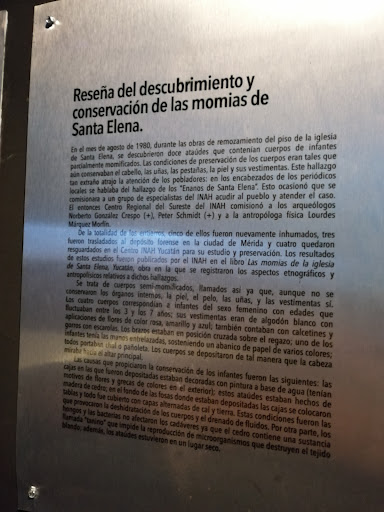 Reseña del descubrimiento y
conservación de las momias de
Santa Elena.
En el mes de agosto de 1980, durante las obras de remozamiento del piso de la iglesia
de Santa Elena, se descubrieron doce ataúdes que contenían cuerpos de infantes
parcialmente momificados. Las condiciones de preservación de los cuerpos eran tales que
aún conservaban el cabello, las uñas, las pestañas, la piel y sus vestimentas. Este hallazgo
tan extraño atrajo la atención de los pobladores: en los encabezados de los periódicos
locales se hablaba del hallazgo de los "Enanos de Santa Elena". Esto ocasionó que se
comisionara a un grupo de especialistas del INAH acudir al pueblo y atender el caso.
El entonces Centro Regional del Sureste del INAH comisionó a los arqueólogos
Norberto González Crespo (+), Peter Schmidt (+) y a la antropóloga física Lourdes
Márquez Morfín.
De la totalidad de los entierros, cinco de ellos fueron nuevamente inhumados, tres
fueron trasladados al depósito forense en la ciudad de Mérida y cuatro quedaron
resguardados en el Centro INAH Yucatán para su estudio y preservación. Los resultados
de estos estudios fueron publicados por el INAH en el libro Las momias de la iglesia
de Santa Elena, Yucatán, obra en la que se registraron los aspectos etnográficos y
antropofísicos relativos a dichos hallazgos.
Se trata de cuerpos semi-momificados, llamados así ya que, aunque no se
conservaron los órganos internos, la piel, el pelo, las uñas, y las vestimentas sí.
Los cuatro cuerpos correspondían a infantes del sexo femenino con edades que
fluctuaban entre los 3 y los 7 años; sus vestimentas eran de algodón blanco con
aplicaciones de flores de color rosa, amarillo y azul; también contaban con calcetines y
gorros con escarolas. Los brazos estaban en posición cruzada sobre el regazo; uno de los
infantes tenía las manos entrelazadas, sosteniendo un abanico de papel de varios colores;
todos portaban chal o pañoleta. Los cuerpos se depositaron de tal manera que la cabeza
miraba hacia el altar principal.
Las causas que propiciaron la conservación de los infantes fueron las siguientes: las
cajas en las que fueron depositadas estaban decoradas con pintura a base de agua (tenían
motivos de flores y grecas de colores en el exterior); estos ataúdes estaban hechos de
madera de cedro; en el fondo de las fosas donde estaban depositadas las cajas se colocaron
tablas y todo fue cubierto con capas alternadas de cal y tierra. Estas condiciones fueron las
que provocaron la deshidratación de los cuerpos y el drenado de fluidos. Por otra parte, los
hongos y las bacterias no afectaron los cadáveres ya que el cedro contiene una sustancia
llamada que impide la reproducción de microorganismos que destruyen el tejido
blando; además, los ataúdes estuvieron en un lugar seco.